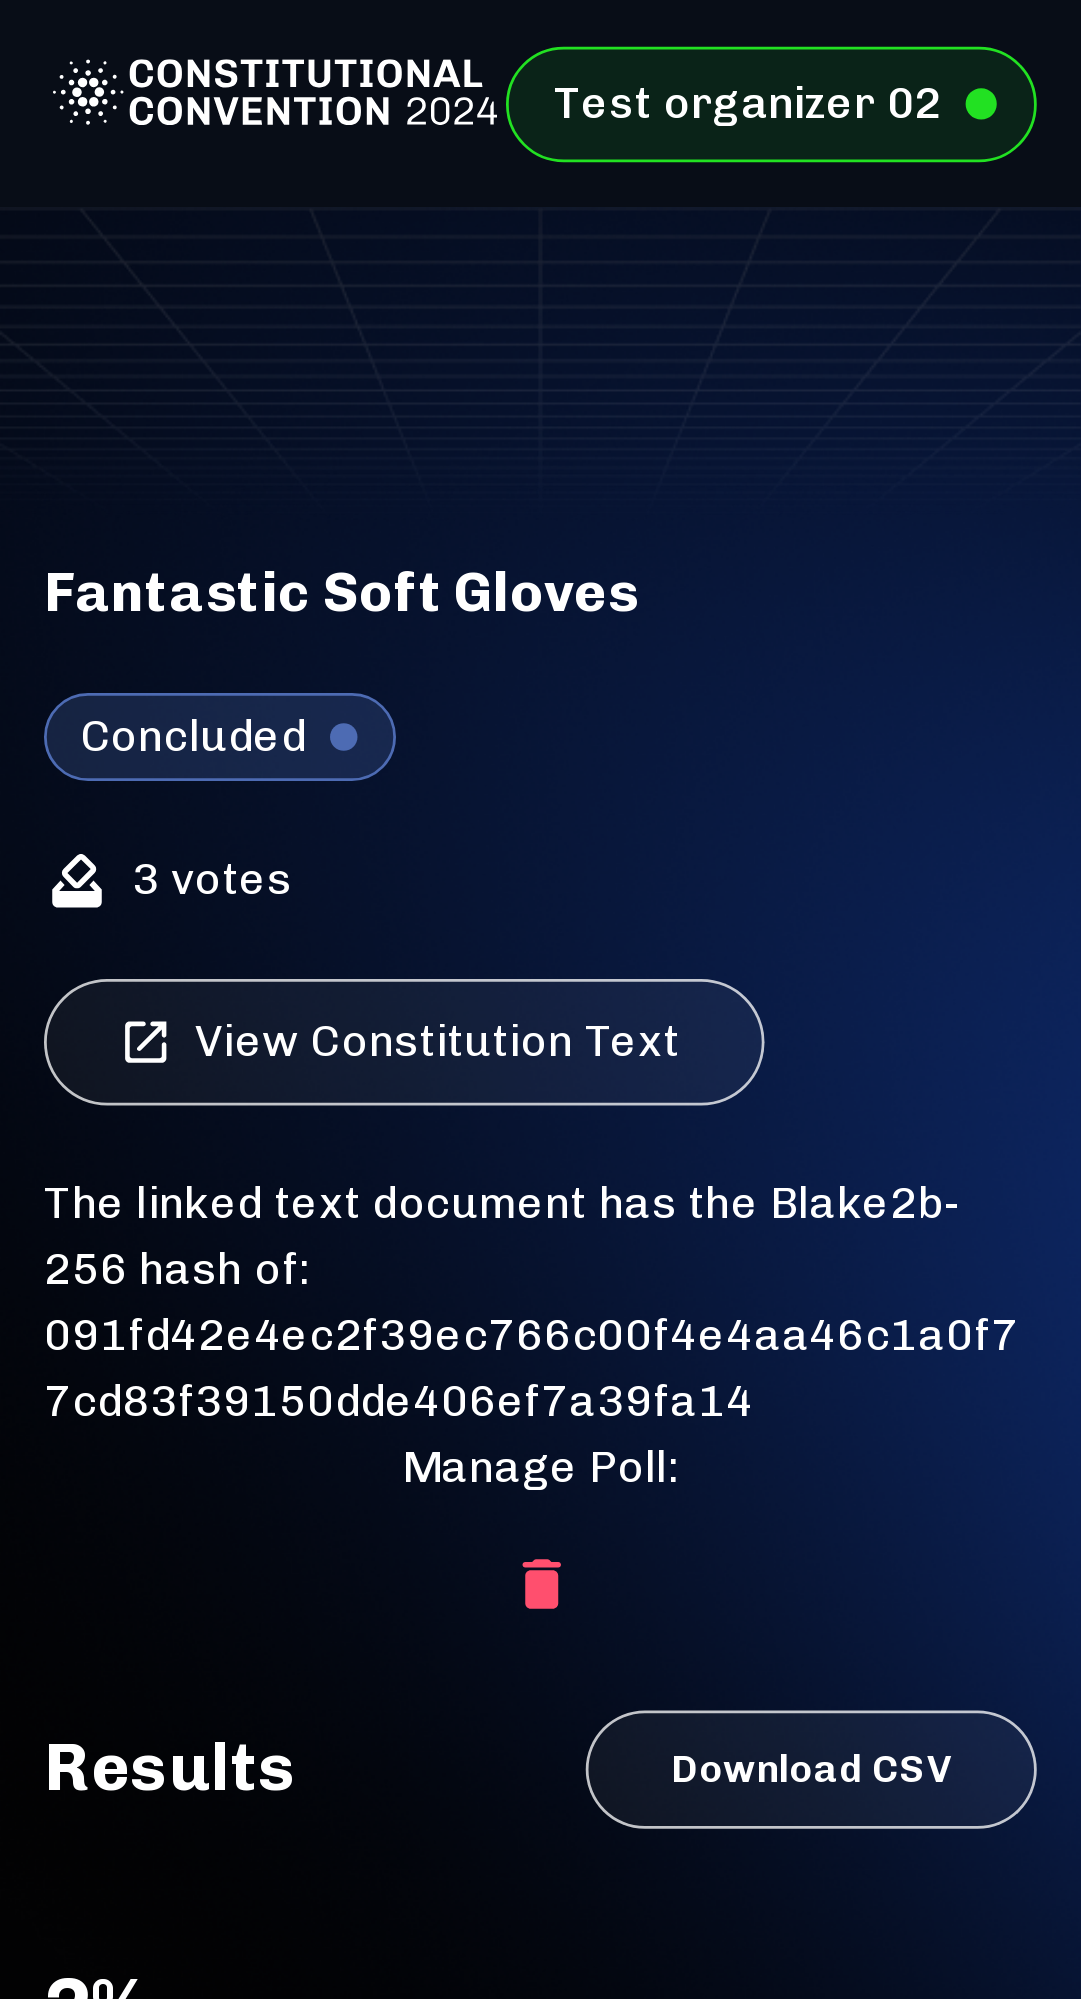 CONSTITUTIONAL
CONVENTION 2024
Test organizer 02
Fantastic Soft Gloves
Concluded
3 votes
View Constitution Text
The linked text document has the Blake2b-
256 hash of:
091fd42e4ec2f39ec766c00f4e4aa46c1a0f7
7cd83f39150dde406ef7a39fa14
Manage Poll:
Results
Download CSV